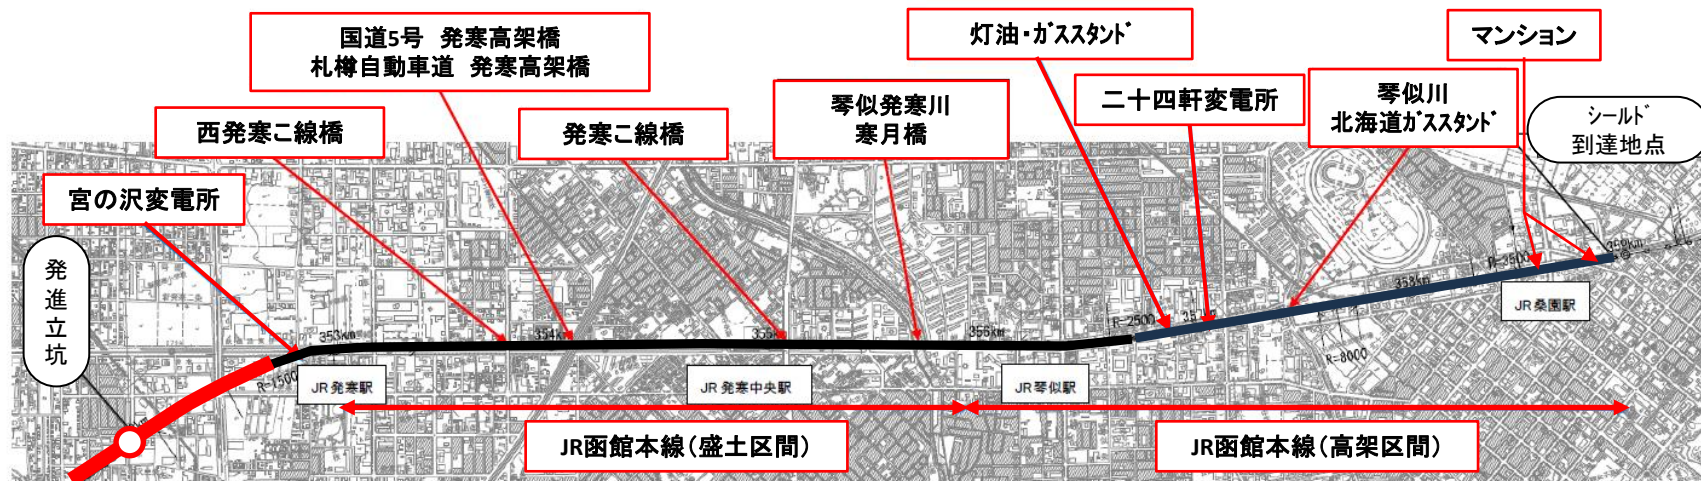 国道5号 発寒高架橋
札樽自動車道 発寒高架橋
灯油・ｶﾞｽｽﾀﾝﾄﾞ
マンション
西発寒こ線橋
発寒こ線橋
琴似発寒川
寒月橋
二十四軒変電所
琴似川
北海道ｶﾞｽｽﾀﾝﾄﾞ
ｼｰﾙﾄﾞ
到達地点
宮の沢変電所
発進立坑
353km
354k
356km
358km
R=1500
R=2500
R=8000
R=3500
JR発寒駅
JR発寒中央駅
JR琴似駅
JR桑園駅
JR函館本線（盛土区間）
JR函館本線（高架区間）